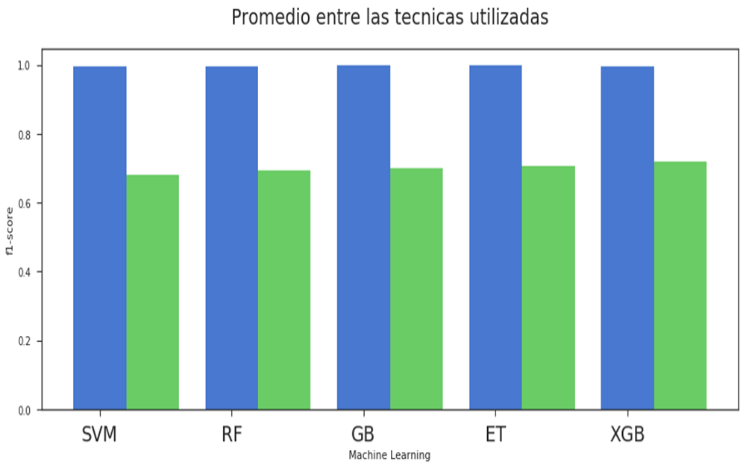 Promedio entre las tecnicas utilizadas
1.0
0.8
0.6
0.4
0.2
0.0
f1-score
SVM RF GB ET XGB
Machine Learning